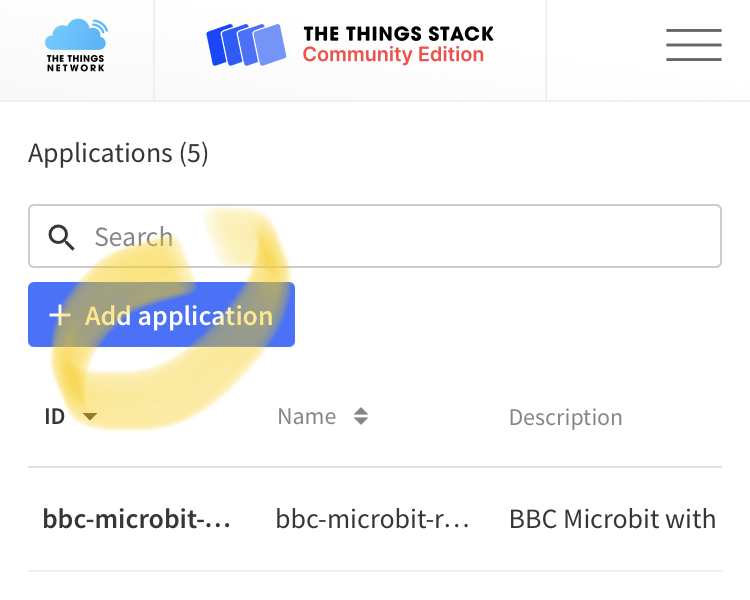 THE THINGS
NETWORK
THE THINGS STACK
Community Edition
Applications (5)
Search
+ Add application
ID Name Description
bbc-microbit-... bbc-microbit-r... BBC Microbit with